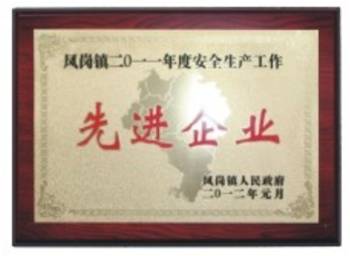 凤岗镇二〇一一年度安全生产工作
先进企业
凤岗镇人民政府
二〇一二年元月